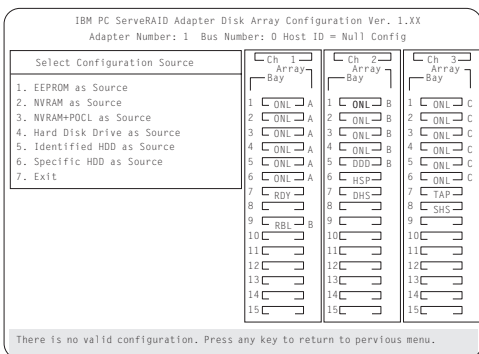 IBM PC ServeRAID Adapter Disk Array Configuration Ver. 1.XX
Adapter Number: 1 Bus Number: 0 Host ID = Null Config
Select Configuration Source
1. EEPROM as Source
2. NVRAM as Source
3. NVRAM+POCL as Source
4. Hard Disk Drive as Source
5. Identified HDD as Source
6. Specific HDD as Source
7. Exit
Ch 1
Array
Bay
1 ONL A
2 ONL A
3 ONL A
4 ONL A
5 ONL A
6 ONL A
7 RDY
8
9 RBL B
10
11
12
13
14
15
Ch 2
Array
Bay
1 ONL B
2 ONL B
3 ONL B
4 ONL B
5 DDD B
6 HSP
7 DHS
8
9
10
11
12
13
14
15
Ch 3
Array
Bay
1 ONL C
2 ONL C
3 ONL C
4 ONL C
5 ONL C
6 ONL C
7 TAP
8 SHS
9
10
11
12
13
14
15
There is no valid configuration. Press any key to return to pervious menu.